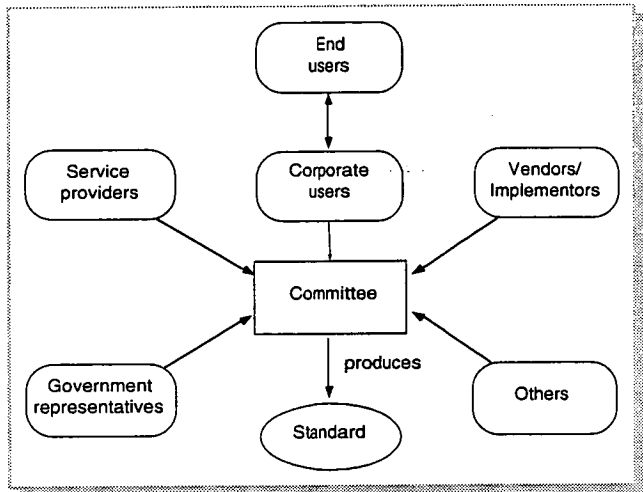 End
users
Service
providers
Corporate
users
Vendors/
Implementors
Committee
produces
Government
representatives
Others
Standard